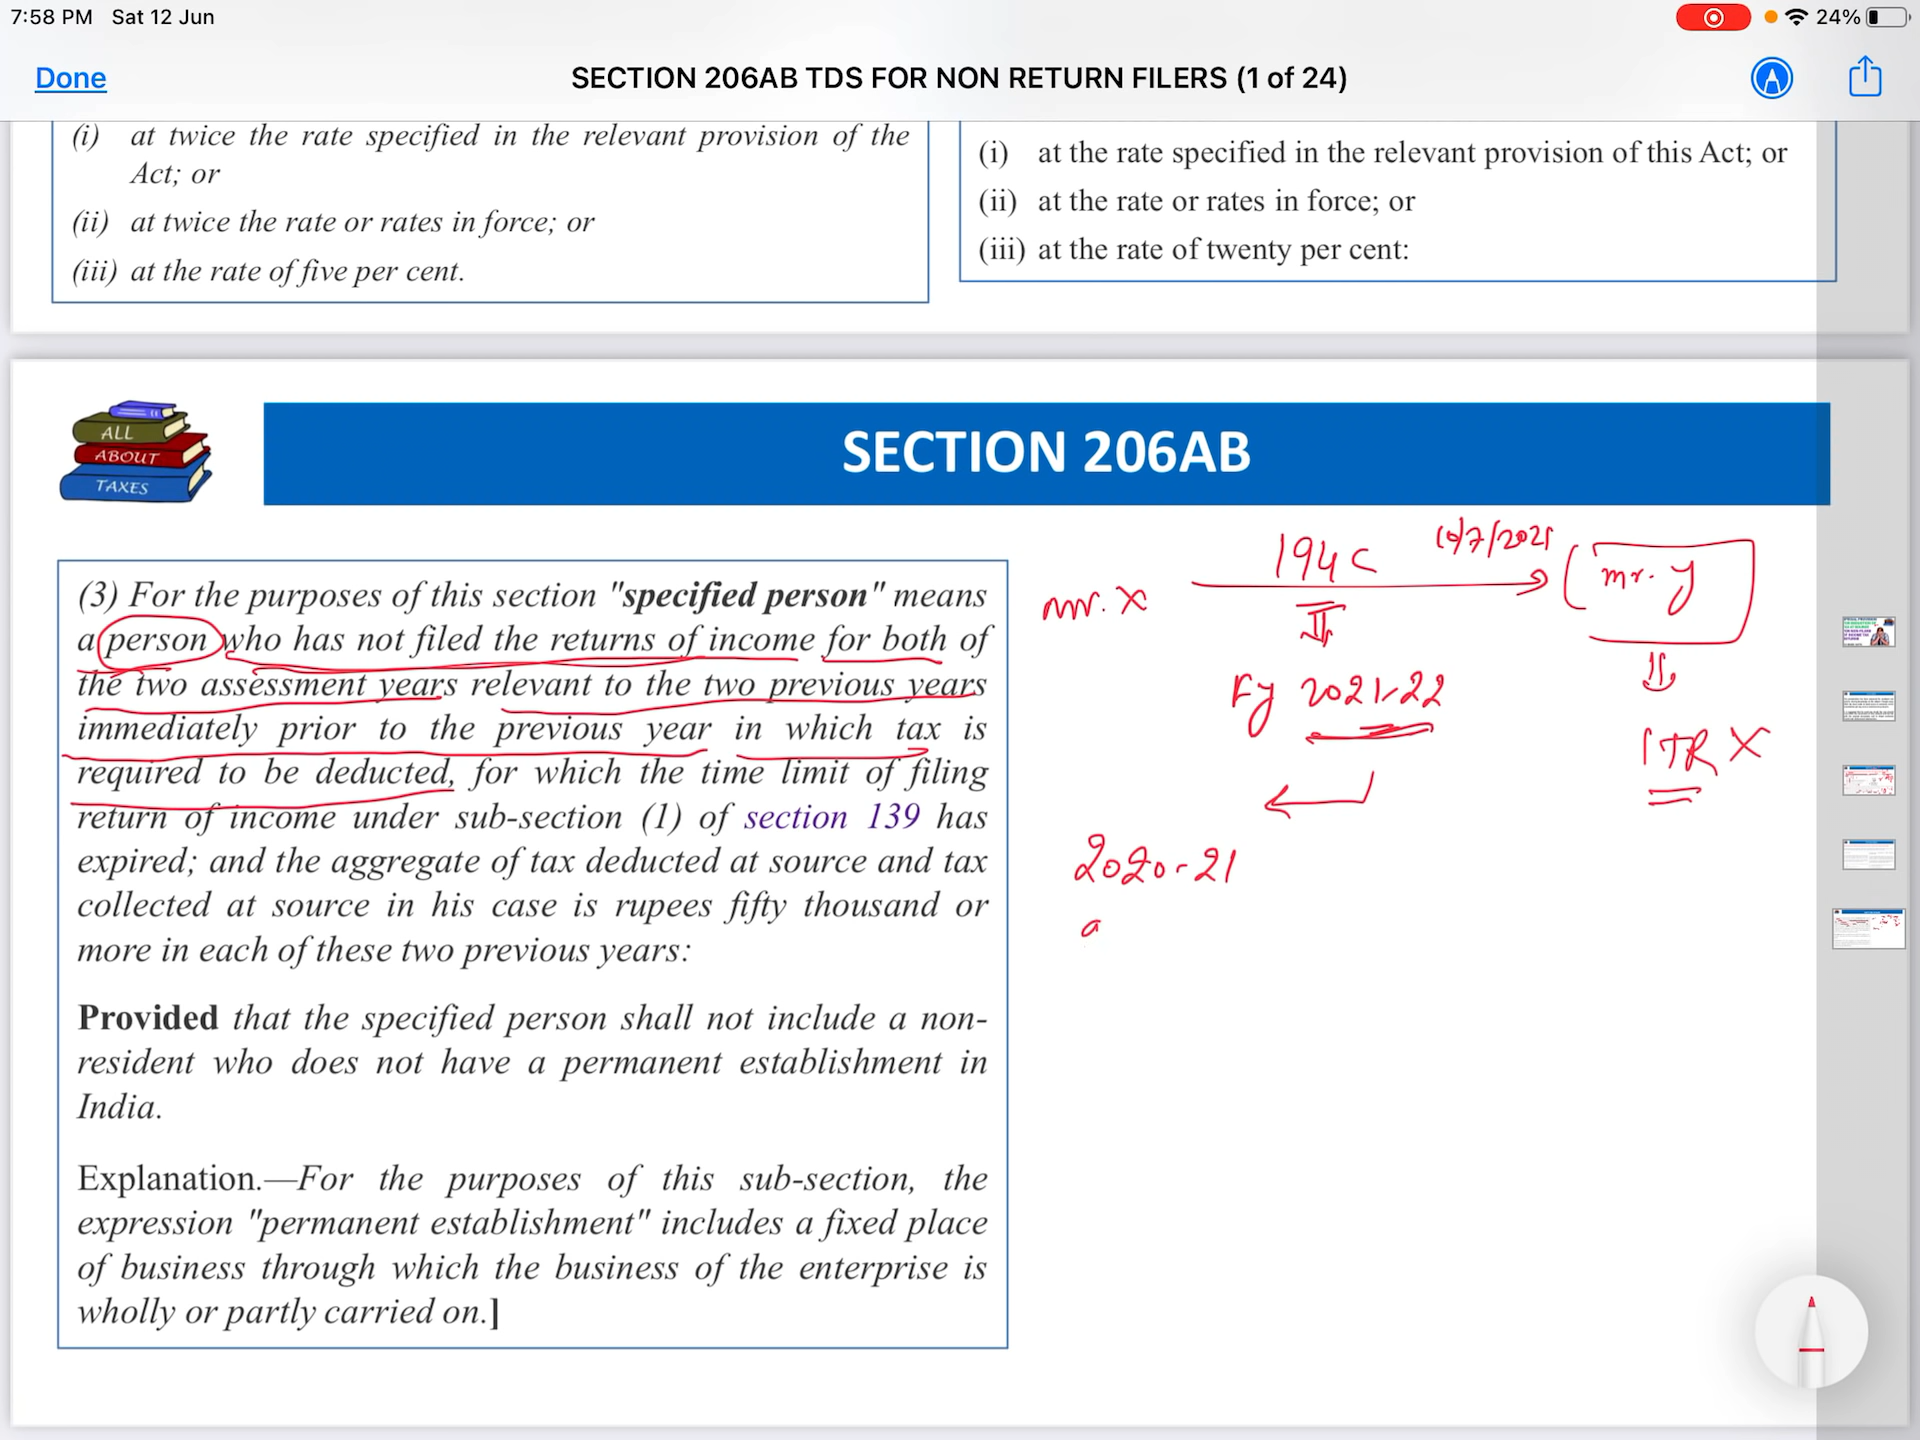 7:58 PM Sat 12 Jun
24%
Done
SECTION 206AB TDS FOR NON RETURN FILERS (1 of 24)
(i) at twice the rate specified in the relevant provision of the
Act; or
(ii) at twice the rate or rates in force; or
(iii) at the rate of five per cent.
(i) at the rate specified in the relevant provision of this Act; or
(ii) at the rate or rates in force; or
(iii) at the rate of twenty per cent:
ALL
ABOUT
TAXES
SECTION 206AB
(3) For the purposes of this section "specified person" means
a person who has not filed the returns of income for both of
the two assessment years relevant to the two previous years
immediately prior to the previous year in which tax is
required to be deducted, for which the time limit of filing
return of income under sub-section (1) of section 139 has
expired; and the aggregate of tax deducted at source and tax
collected at source in his case is rupees fifty thousand or
more in each of these two previous years:
Provided that the specified person shall not include a non-
resident who does not have a permanent establishment in
India.
Explanation.—For the purposes of this sub-section, the
expression "permanent establishment" includes a fixed place
of business through which the business of the enterprise is
wholly or partly carried on.]
mr. X
194C
10/7/2021
mr. y
Fy 2021-22
ITR X
2020-21